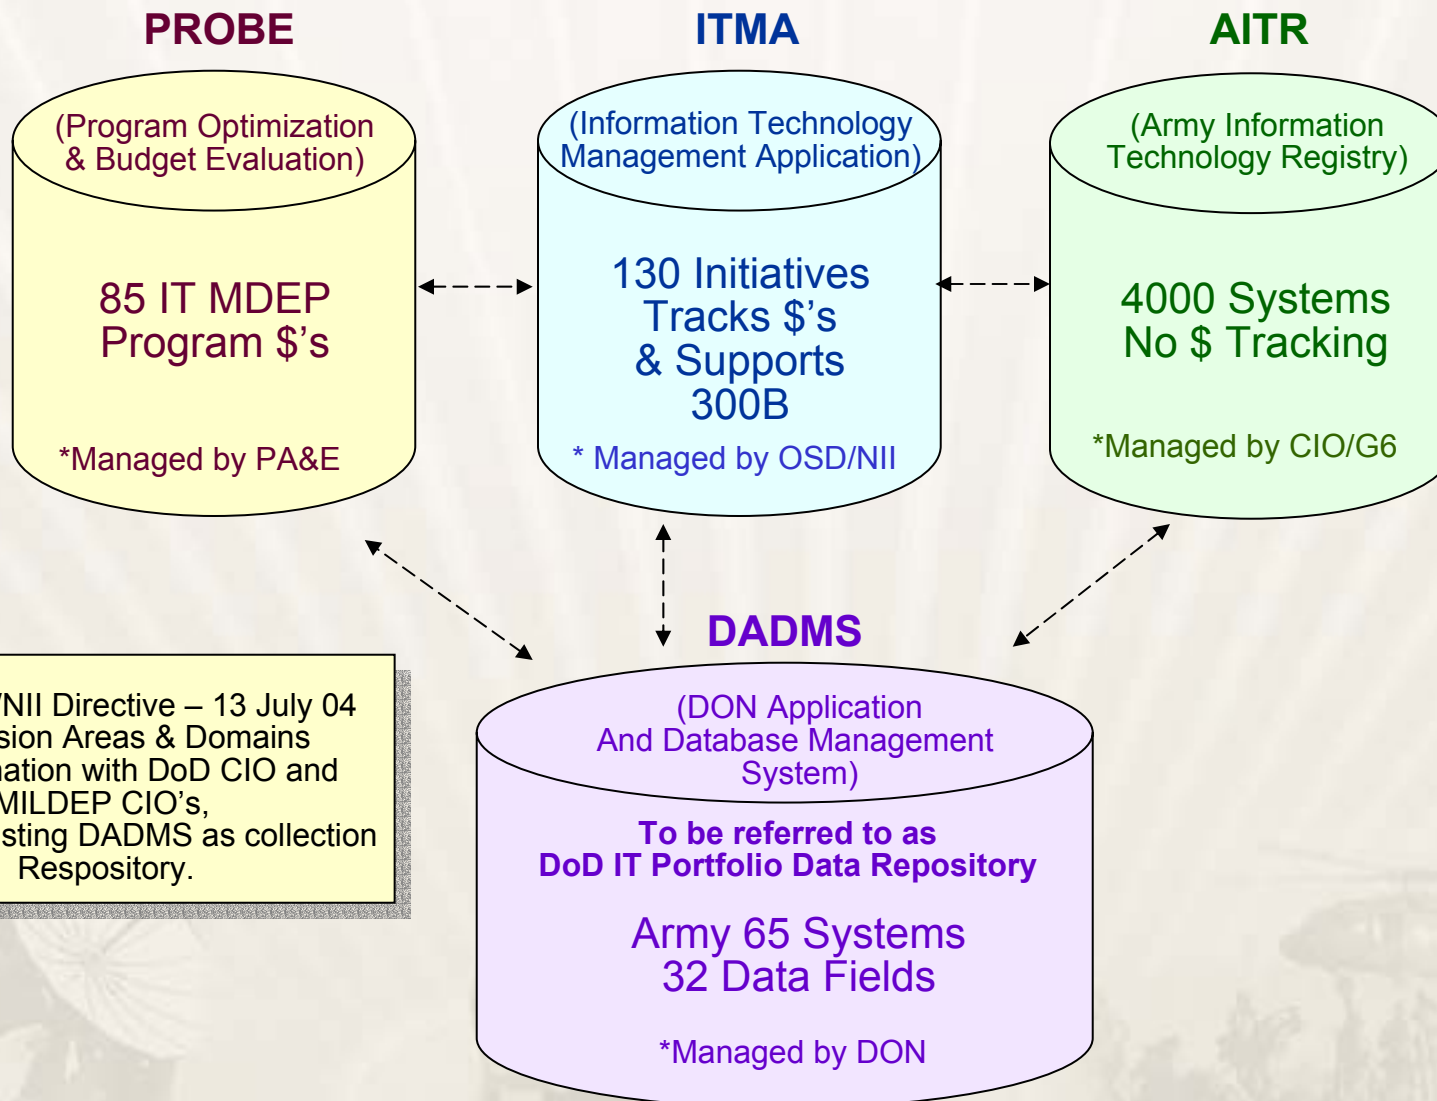 PROBE
(Program Optimization
& Budget Evaluation)
85 IT MDEP
Program $'s
*Managed by PA&E
ITMA
(Information Technology
Management Application)
130 Initiatives
Tracks $'s
& Supports
300B
* Managed by OSD/NII
AITR
(Army Information
Technology Registry)
4000 Systems
No $ Tracking
*Managed by CIO/G6
/NII Directive – 13 July 04
Areas & Domains
with DoD CIO and
MILDEP CIO's,
DADMS as collection
Respository.
DADMS
(DON Application
And Database Management
System)
To be referred to as
DoD IT Portfolio Data Repository
Army 65 Systems
32 Data Fields
*Managed by DON